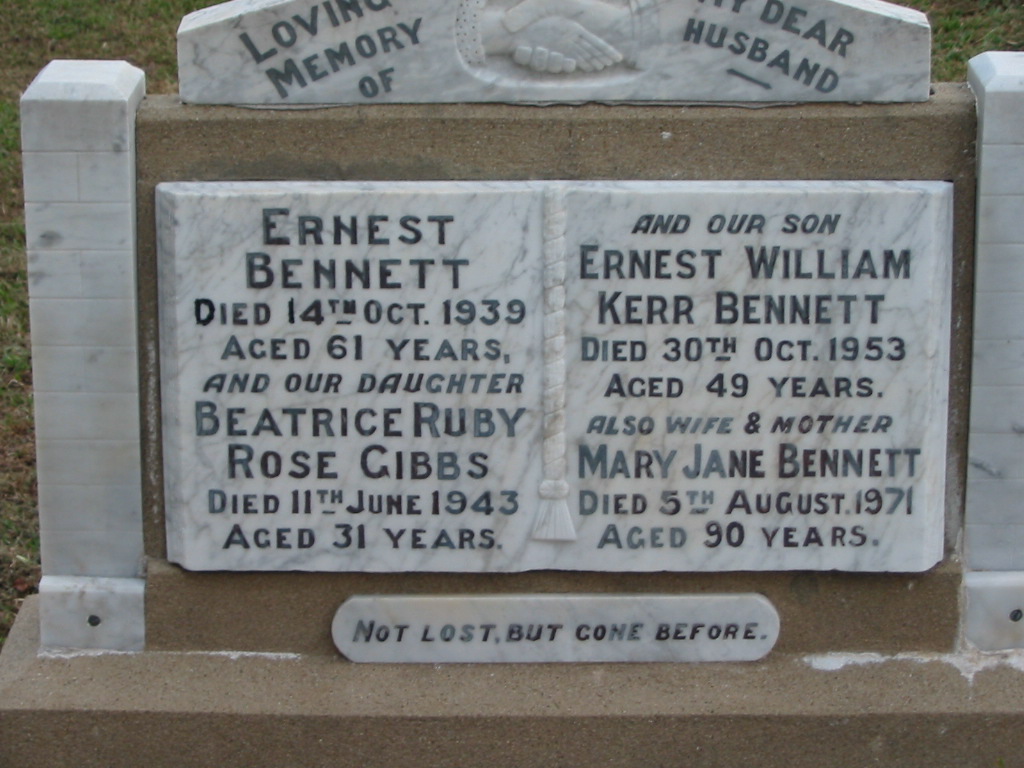 LOVING
MEMORY
OF
MY DEAR
HUSBAND
ERNEST
BENNETT
DIED 14TH OCT. 1939
AGED 61 YEARS,
AND OUR DAUGHTER
BEATRICE RUBY
ROSE GIBBS
DIED 11TH JUNE 1943
AGED 31 YEARS.
AND OUR SON
ERNEST WILLIAM
KERR BENNETT
DIED 30TH OCT. 1953
AGED 49 YEARS.
ALSO WIFE & MOTHER
MARY JANE BENNETT
DIED 5TH AUGUST. 1971
AGED 90 YEARS.
NOT LOST, BUT GONE BEFORE.